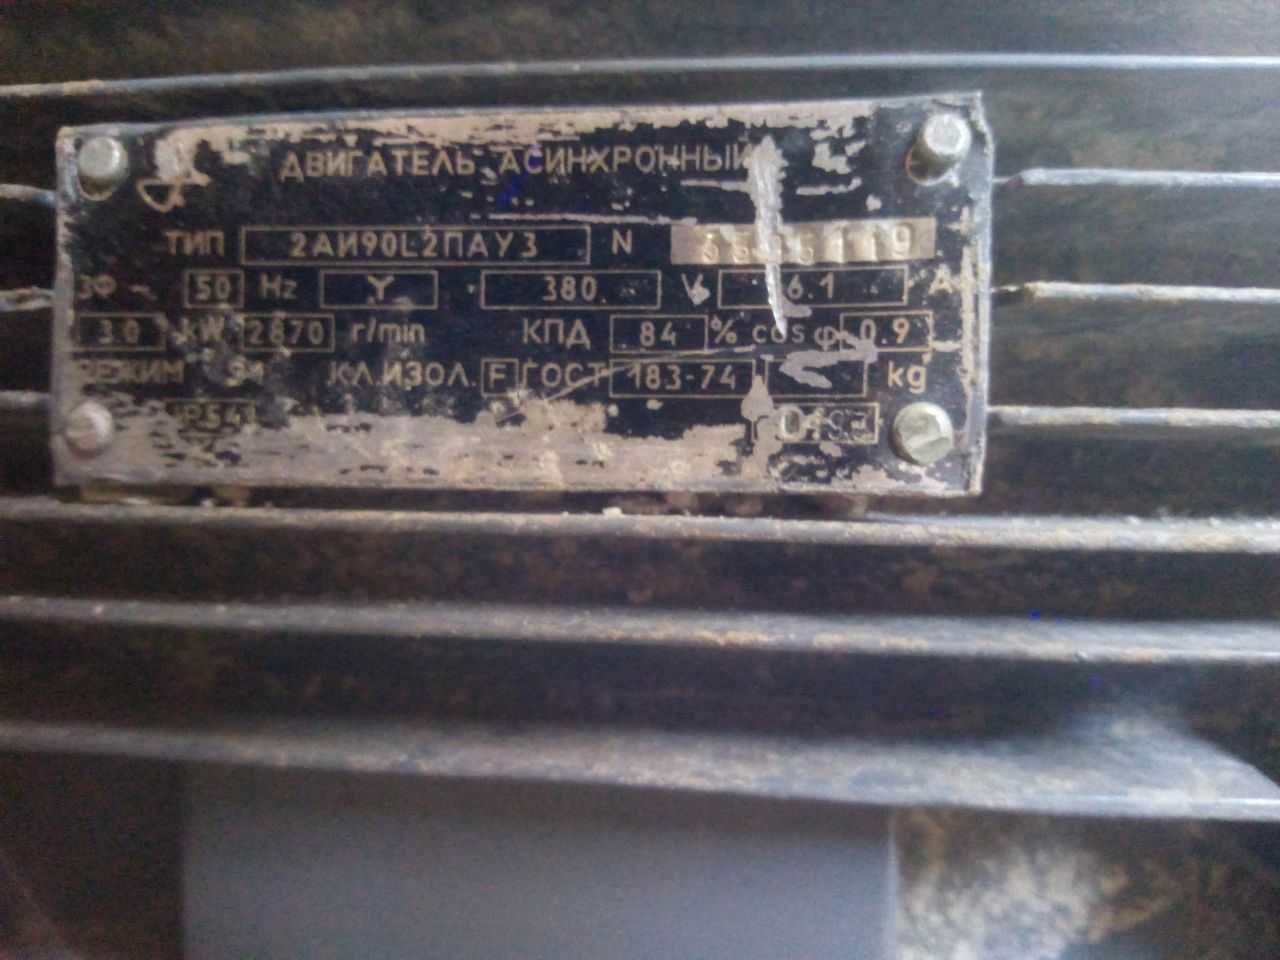 ДВИГАТЕЛЬ АСИНХРОННЫЙ
ТИП 2АИ90L2ПАУ3 N
3Ф ~ 50 Hz Y 380 V 6.1 А
3.0 kW 2870 r/min КПД 84 % cos φ 0.9
РЕЖИМ КЛ.ИЗОЛ. F ГОСТ 183-74 kg
IP54